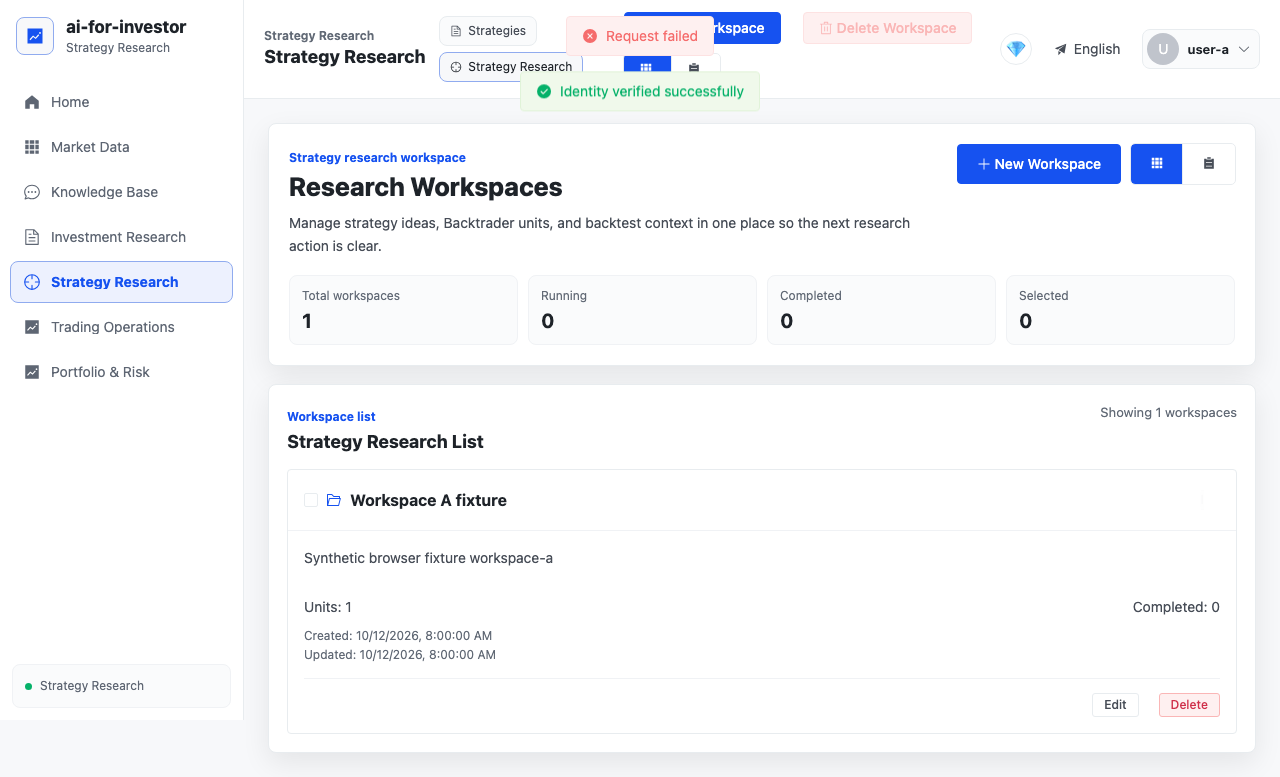 ai-for-investor
Strategy Research
Home
Market Data
Knowledge Base
Investment Research
Strategy Research
Trading Operations
Portfolio & Risk
Strategy Research
Strategy Research
Strategy Research
Strategies
Strategy Research
Request failed
Delete Workspace
Identity verified successfully
English
U
user-a
Strategy research workspace
Research Workspaces
Manage strategy ideas, Backtrader units, and backtest context in one place so the next research
action is clear.
New Workspace
Total workspaces
1
Running
0
Completed
0
Selected
0
Workspace list
Strategy Research List
Showing 1 workspaces
Workspace A fixture
Synthetic browser fixture workspace-a
Units: 1
Completed: 0
Created: 10/12/2026, 8:00:00 AM
Updated: 10/12/2026, 8:00:00 AM
Edit
Delete